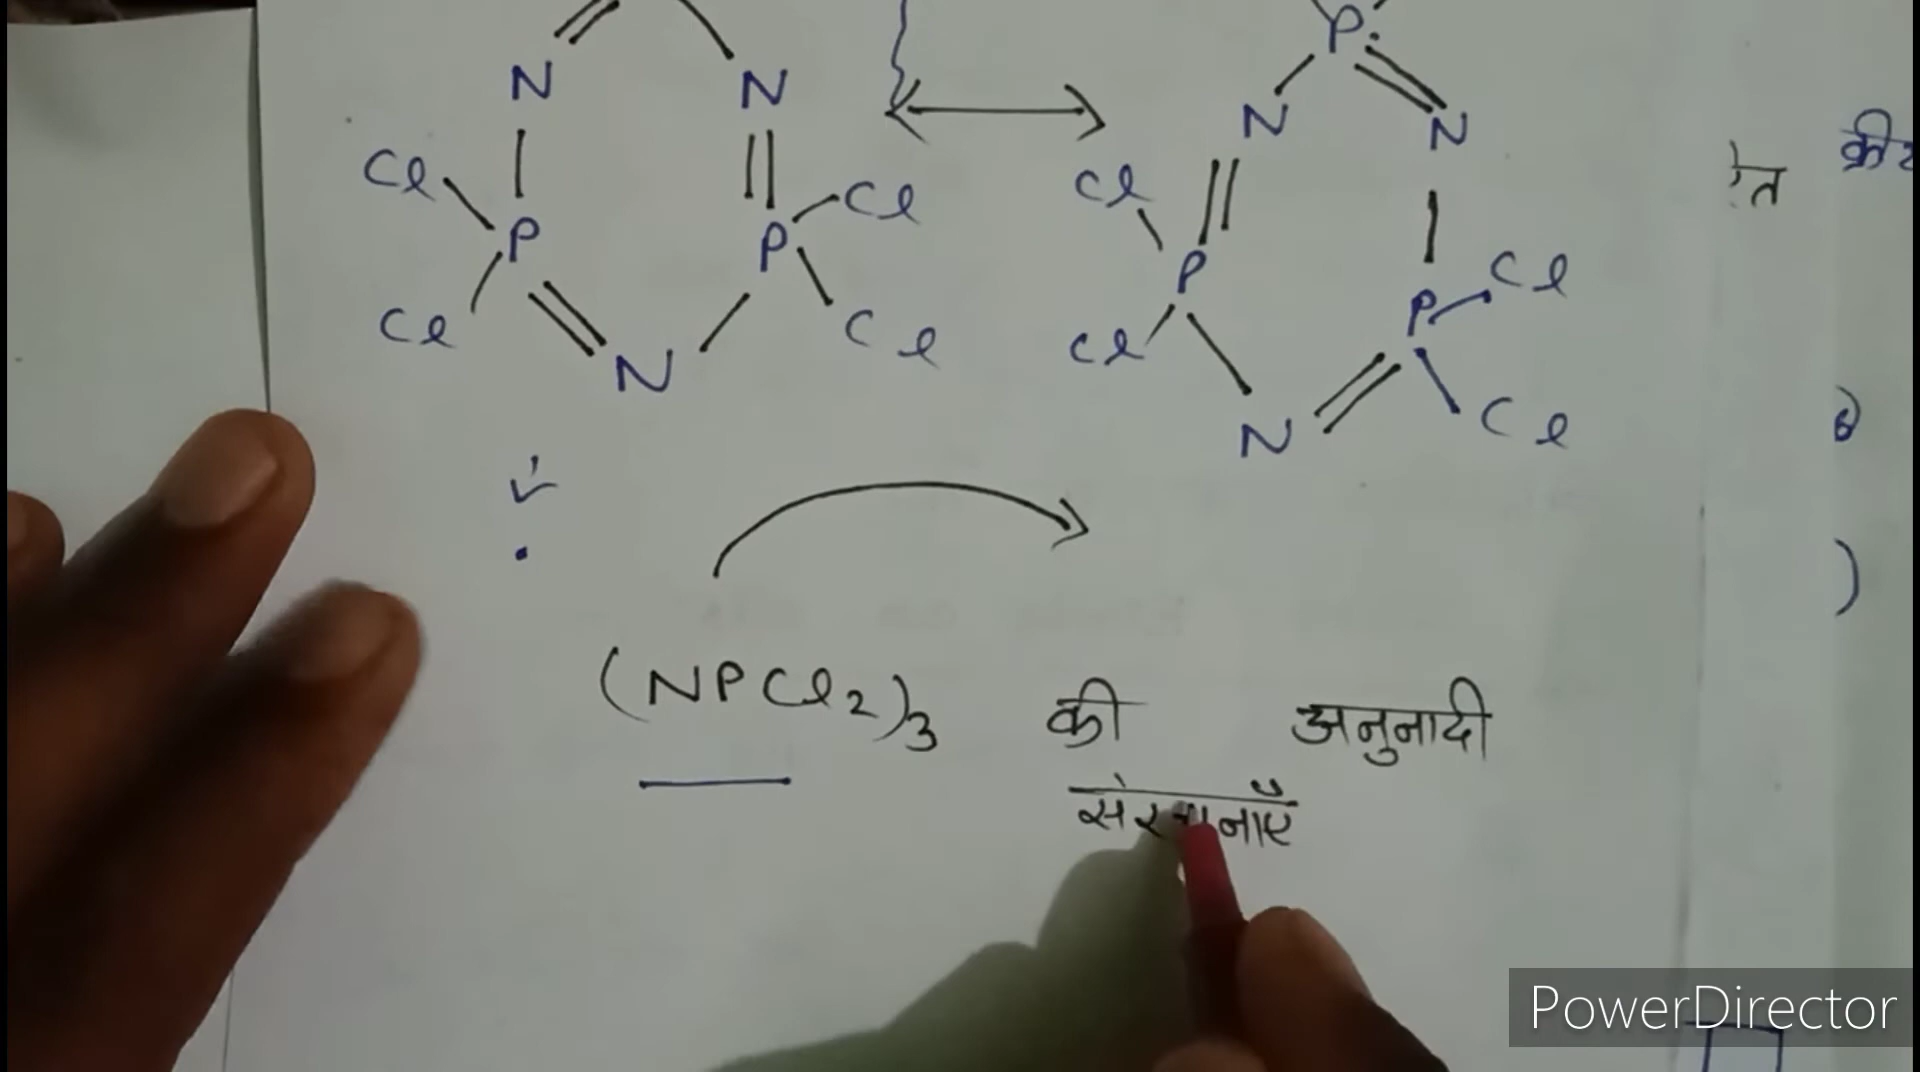 P
N N N N
Cl Cl Cl
P P Cl
P P
Cl Cl Cl
N N Cl
(NPCl₂)₃ की अनुनादी
संरचनाएँ
त
PowerDirector